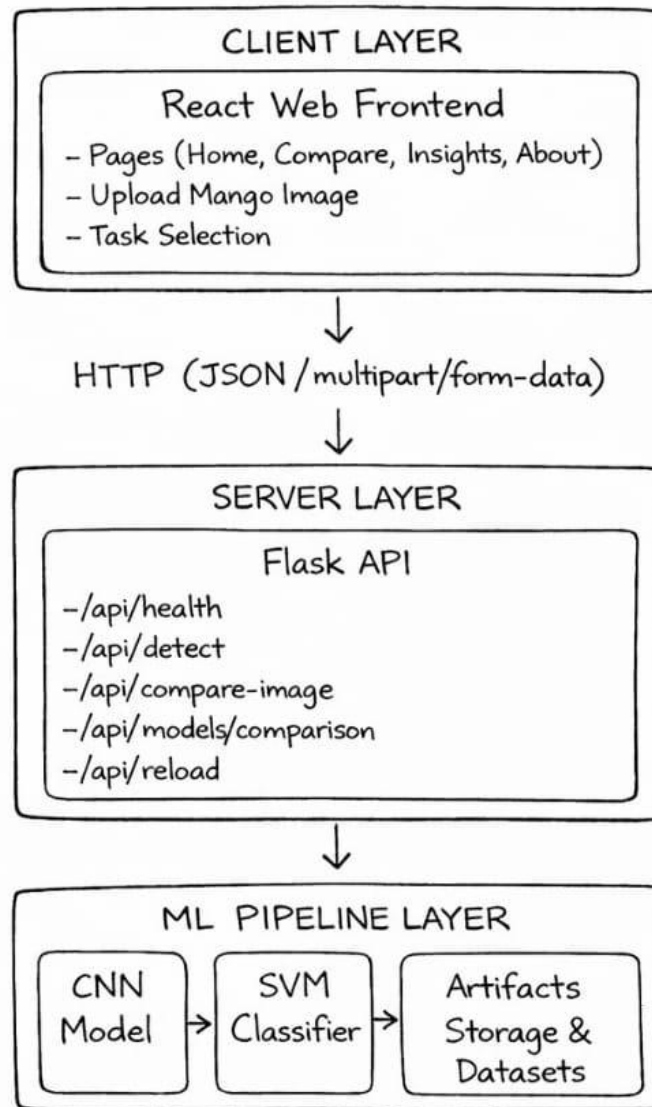 CLIENT LAYER
React Web Frontend
- Pages (Home, Compare, Insights, About)
- Upload Mango Image
- Task Selection
HTTP (JSON/multipart/form-data)
SERVER LAYER
Flask API
-/api/health
-/api/detect
-/api/compare-image
-/api/models/comparison
-/api/reload
ML PIPELINE LAYER
CNN
Model
SVM
Classifier
Artifacts
Storage &
Datasets